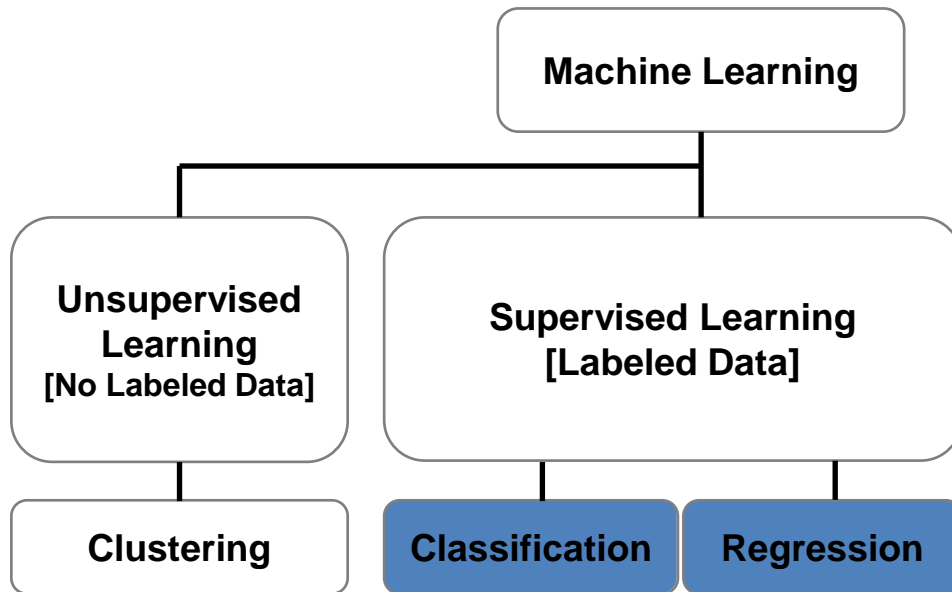 Machine Learning
Unsupervised
Learning
[No Labeled Data]
Supervised Learning
[Labeled Data]
Clustering
Classification
Regression